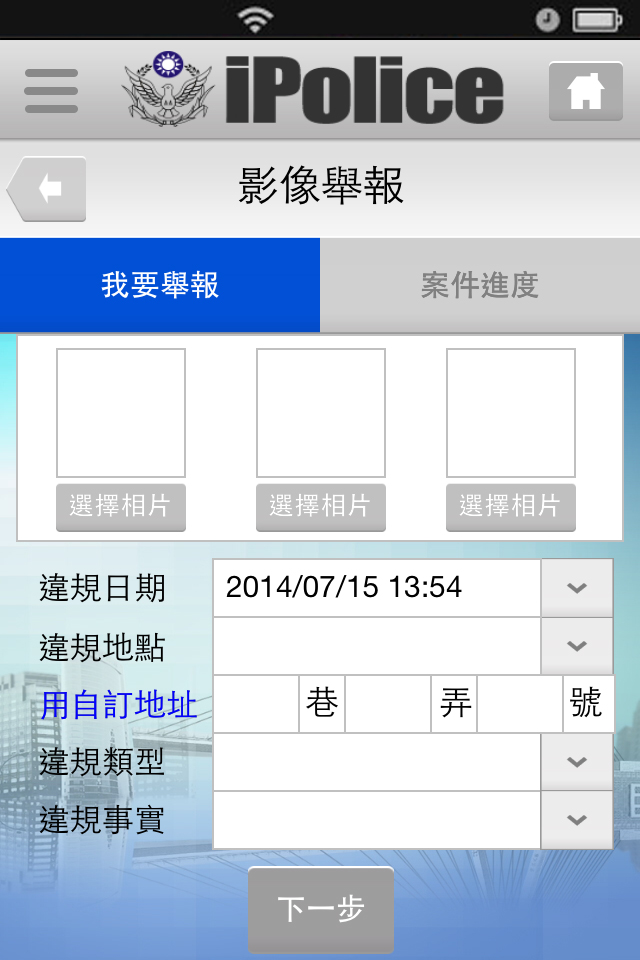 iPolice
影像舉報
我要舉報 案件進度
選擇相片 選擇相片 選擇相片
違規日期 2014/07/15 13:54
違規地點
用自訂地址 巷 弄 號
違規類型
違規事實
下一步